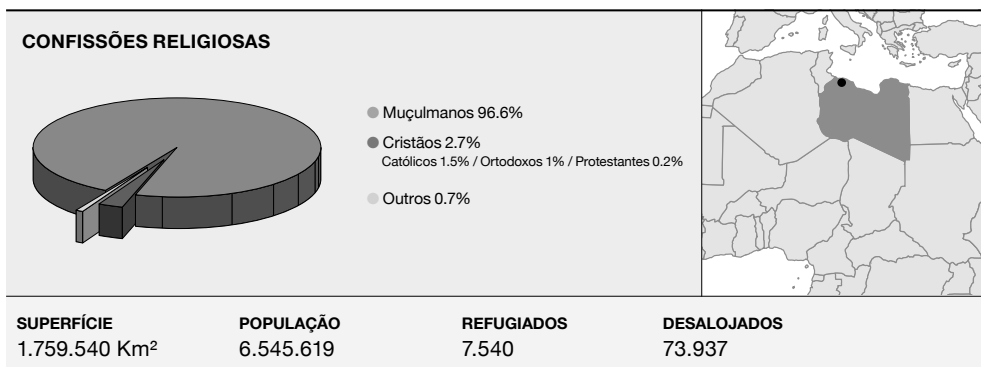 CONFISSÕES RELIGIOSAS
Muçulmanos 96.6%
Cristãos 2.7%
Católicos 1.5% / Ortodoxos 1% / Protestantes 0.2%
Outros 0.7%
SUPERFÍCIE
1.759.540 Km²
POPULAÇÃO
6.545.619
REFUGIADOS
7.540
DESALOJADOS
73.937